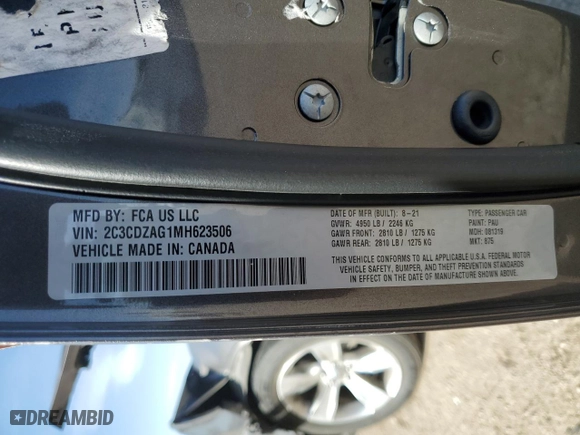 MFD BY: FCA US LLC
VIN: 2C3CDZAG1MH623506
VEHICLE MADE IN: CANADA
DATE OF MFR (BUILT): 8-21
GVWR: 4950 LB / 2246 KG
GAWR FRONT: 2810 LB / 1275 KG
GAWR REAR: 2810 LB / 1275 KG
TYPE: PASSENGER CAR
PAINT: PAU
MDH: 081319
MKT: 675
THIS VEHICLE CONFORMS TO ALL APPLICABLE U.S.A. FEDERAL MOTOR
VEHICLE SAFETY, BUMPER, AND THEFT PREVENTION STANDARDS
IN EFFECT ON THE DATE OF MANUFACTURE SHOWN ABOVE.
DREAMBID